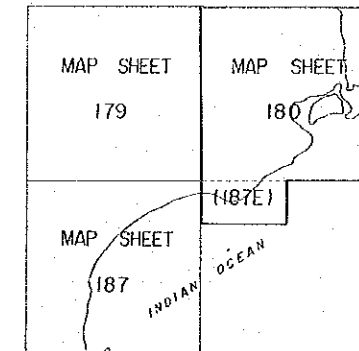 MAP SHEET
179
MAP SHEET
180
(187E)
MAP SHEET
187
INDIAN OCEAN